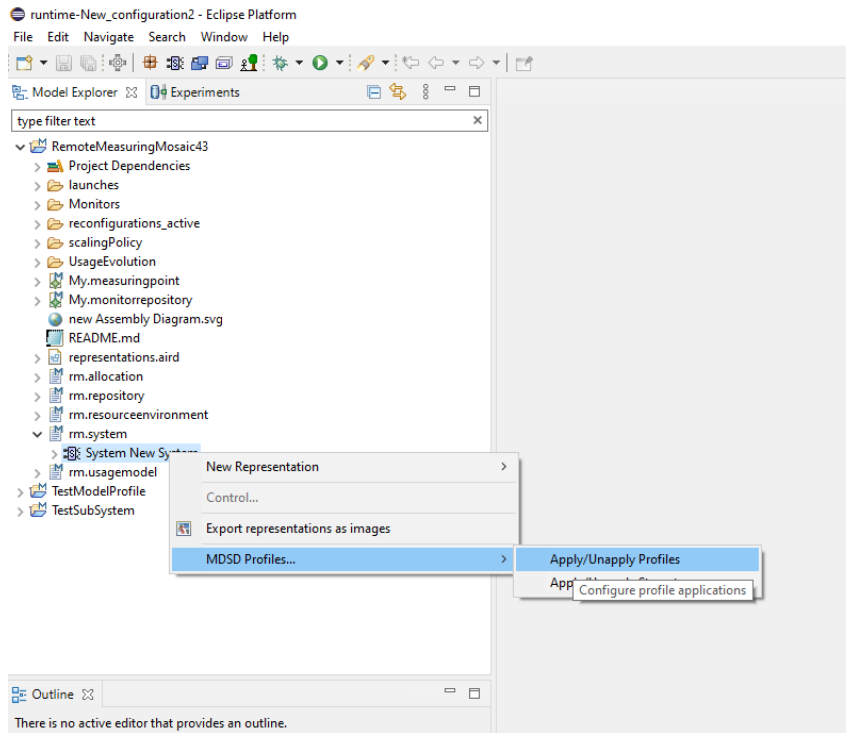 runtime-New_configuration2 - Eclipse Platform
File Edit Navigate Search Window Help
Model Explorer Experiments
type filter text
RemoteMeasuringMosaic43
Project Dependencies
launches
Monitors
reconfigurations_active
scalingPolicy
UsageEvolution
My.measuringpoint
My.monitorrepository
new Assembly Diagram.svg
README.md
representations.aird
rm.allocation
rm.repository
rm.resourceenvironment
rm.system
System New System
rm.usagemodel
TestModelProfile
TestSubSystem
New Representation
Control...
Export representations as images
MDSD Profiles...
Apply/Unapply Profiles
Configure profile applications
Outline
There is no active editor that provides an outline.